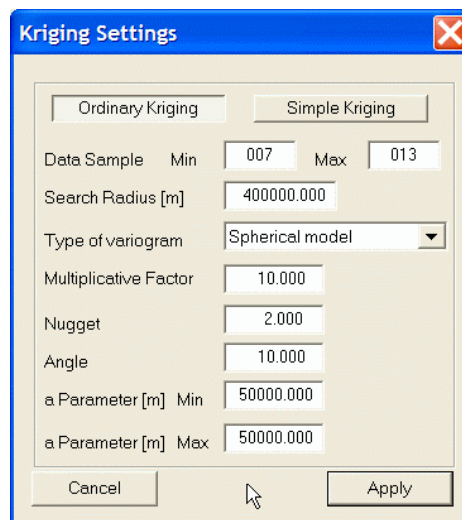 Kriging Settings
Ordinary Kriging Simple Kriging
Data Sample Min 007 Max 013
Search Radius [m] 400000.000
Type of variogram Spherical model
Multiplicative Factor 10.000
Nugget 2.000
Angle 10.000
a Parameter [m] Min 50000.000
a Parameter [m] Max 50000.000
Cancel Apply